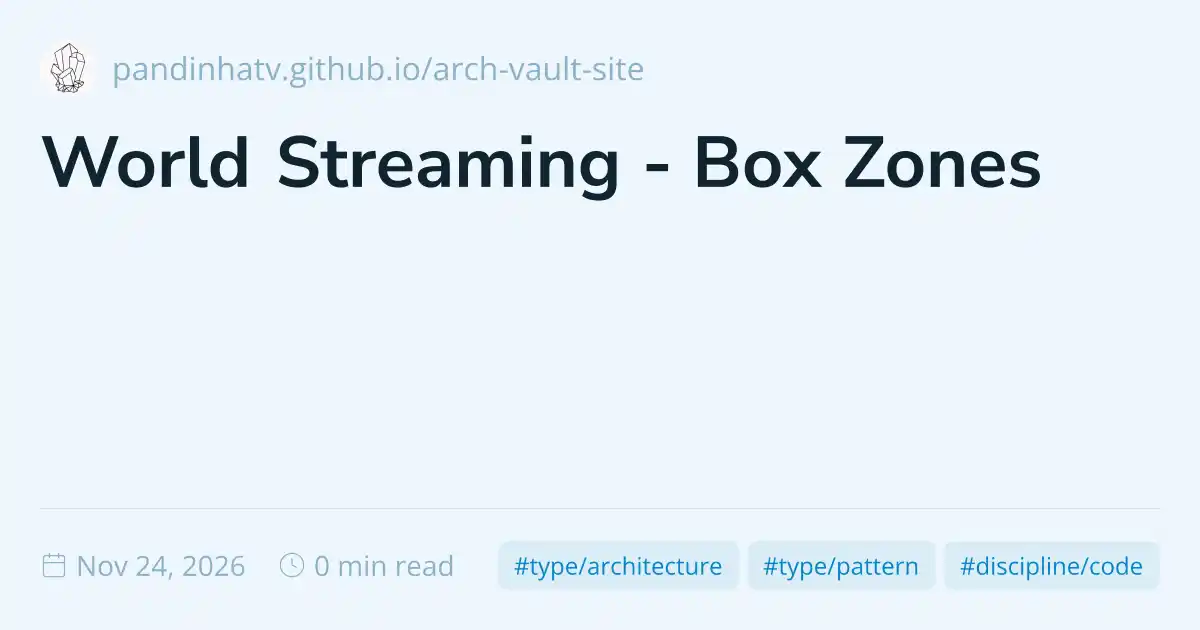 pandinhatv.github.io/arch-vault-site
World Streaming - Box Zones
Nov 24, 2026 0 min read #type/architecture #type/pattern #discipline/code